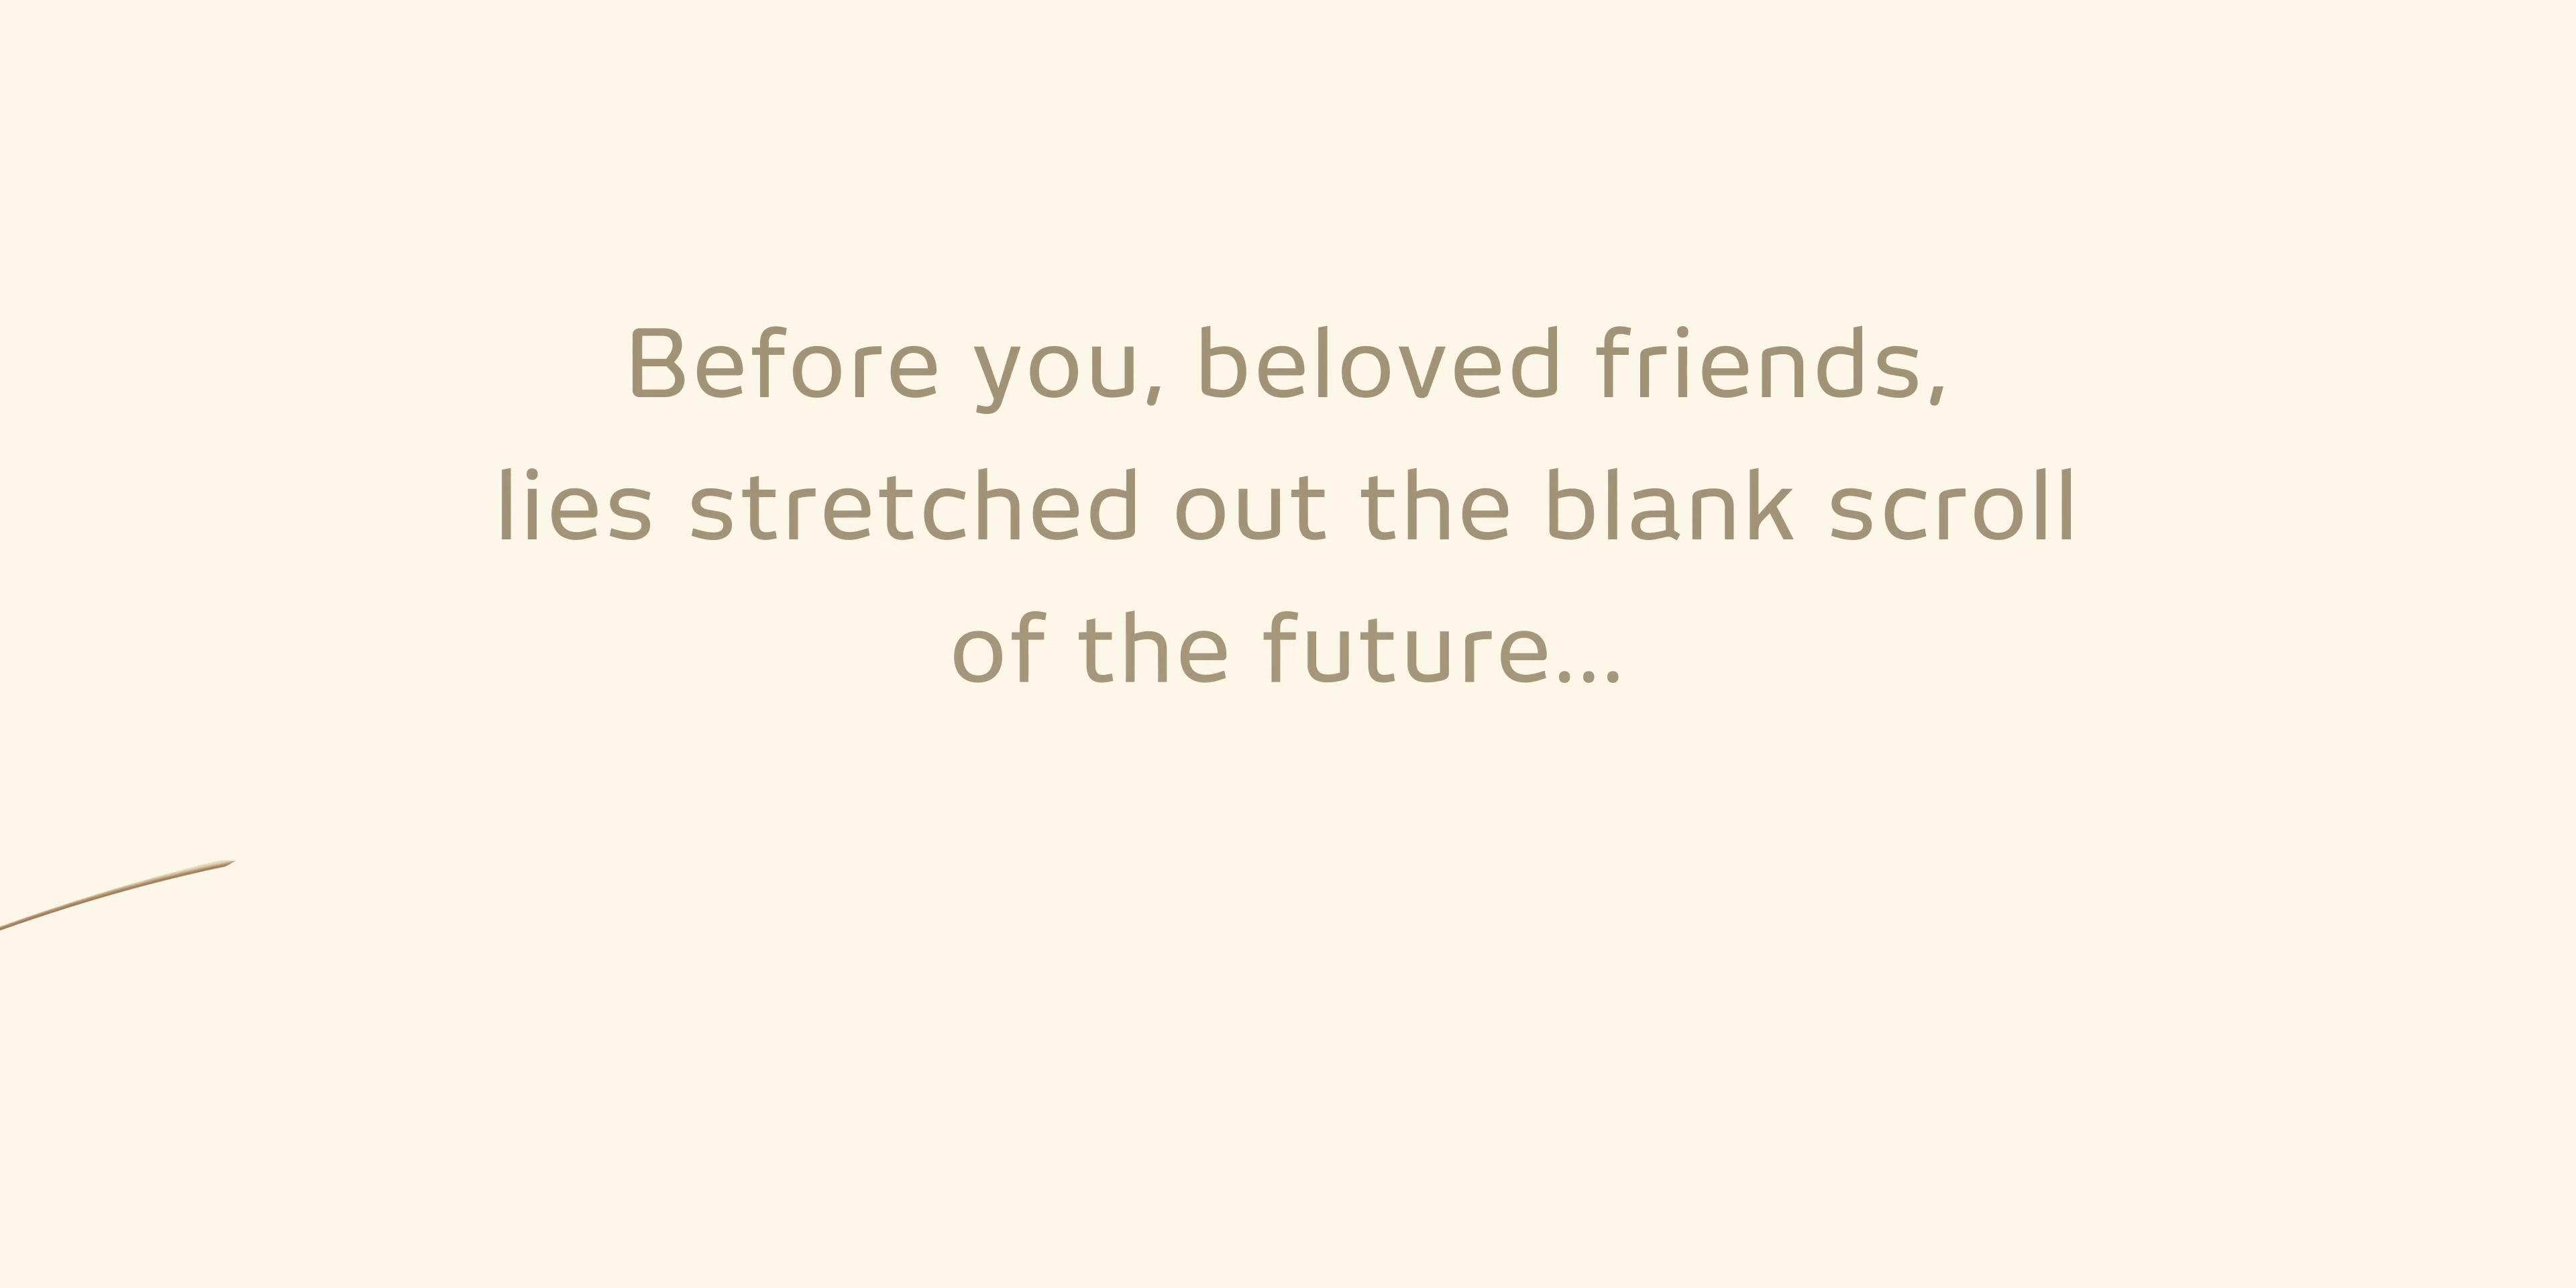 Before you, beloved friends,
lies stretched out the blank scroll
of the future...